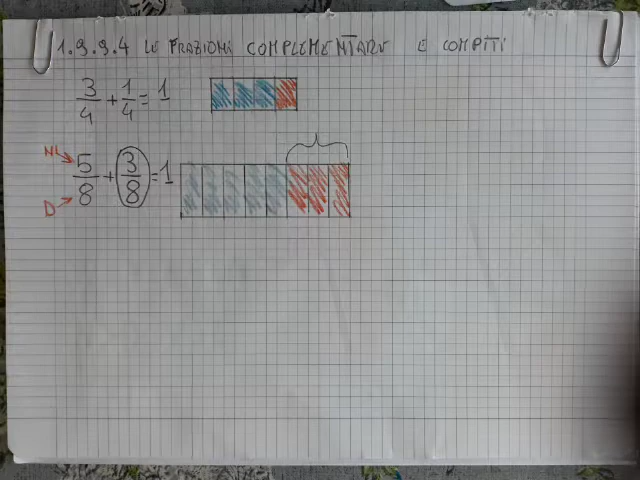 1.9.9.4 LE FRAZIONI COMPLEMENTARI E COMPITI
3/4 + 1/4 = 1
N 5/8 + 3/8 = 1
D